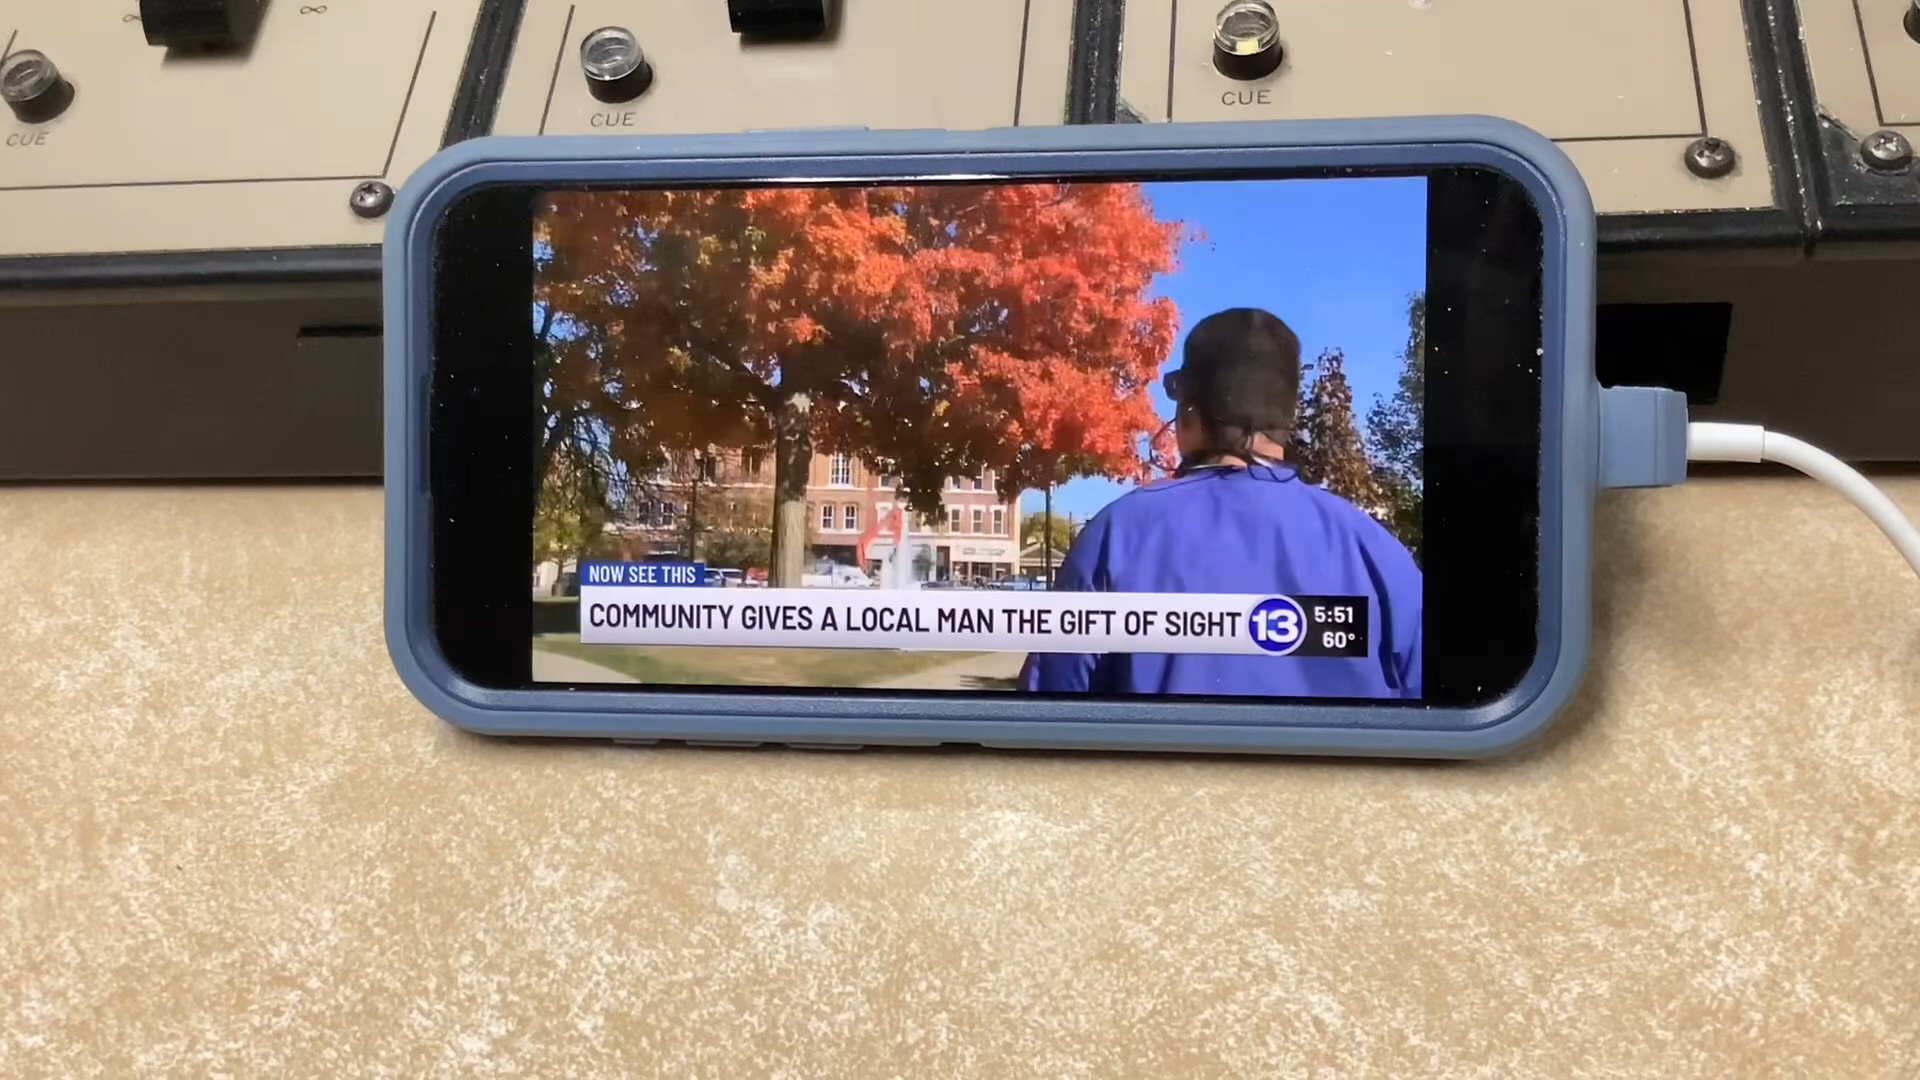 ∞
∞
CUE
CUE
CUE
NOW SEE THIS
COMMUNITY GIVES A LOCAL MAN THE GIFT OF SIGHT
13
5:51
60°